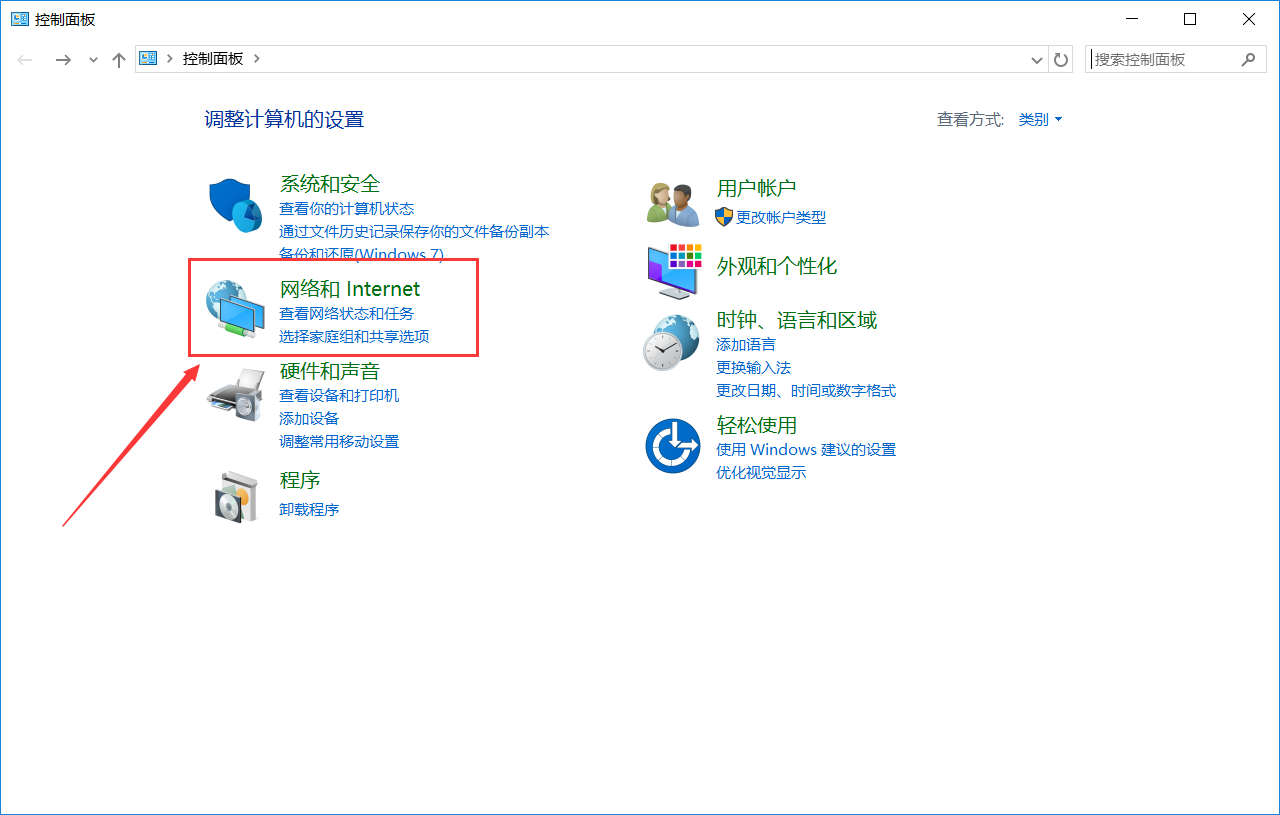 控制面板
控制面板
搜索控制面板
调整计算机的设置
查看方式: 类别
系统和安全
查看你的计算机状态
通过文件历史记录保存你的文件备份副本
备份和还原(Windows 7)
网络和 Internet
查看网络状态和任务
选择家庭组和共享选项
硬件和声音
查看设备和打印机
添加设备
调整常用移动设置
程序
卸载程序
用户帐户
更改帐户类型
外观和个性化
时钟、语言和区域
添加语言
更换输入法
更改日期、时间或数字格式
轻松使用
使用 Windows 建议的设置
优化视觉显示